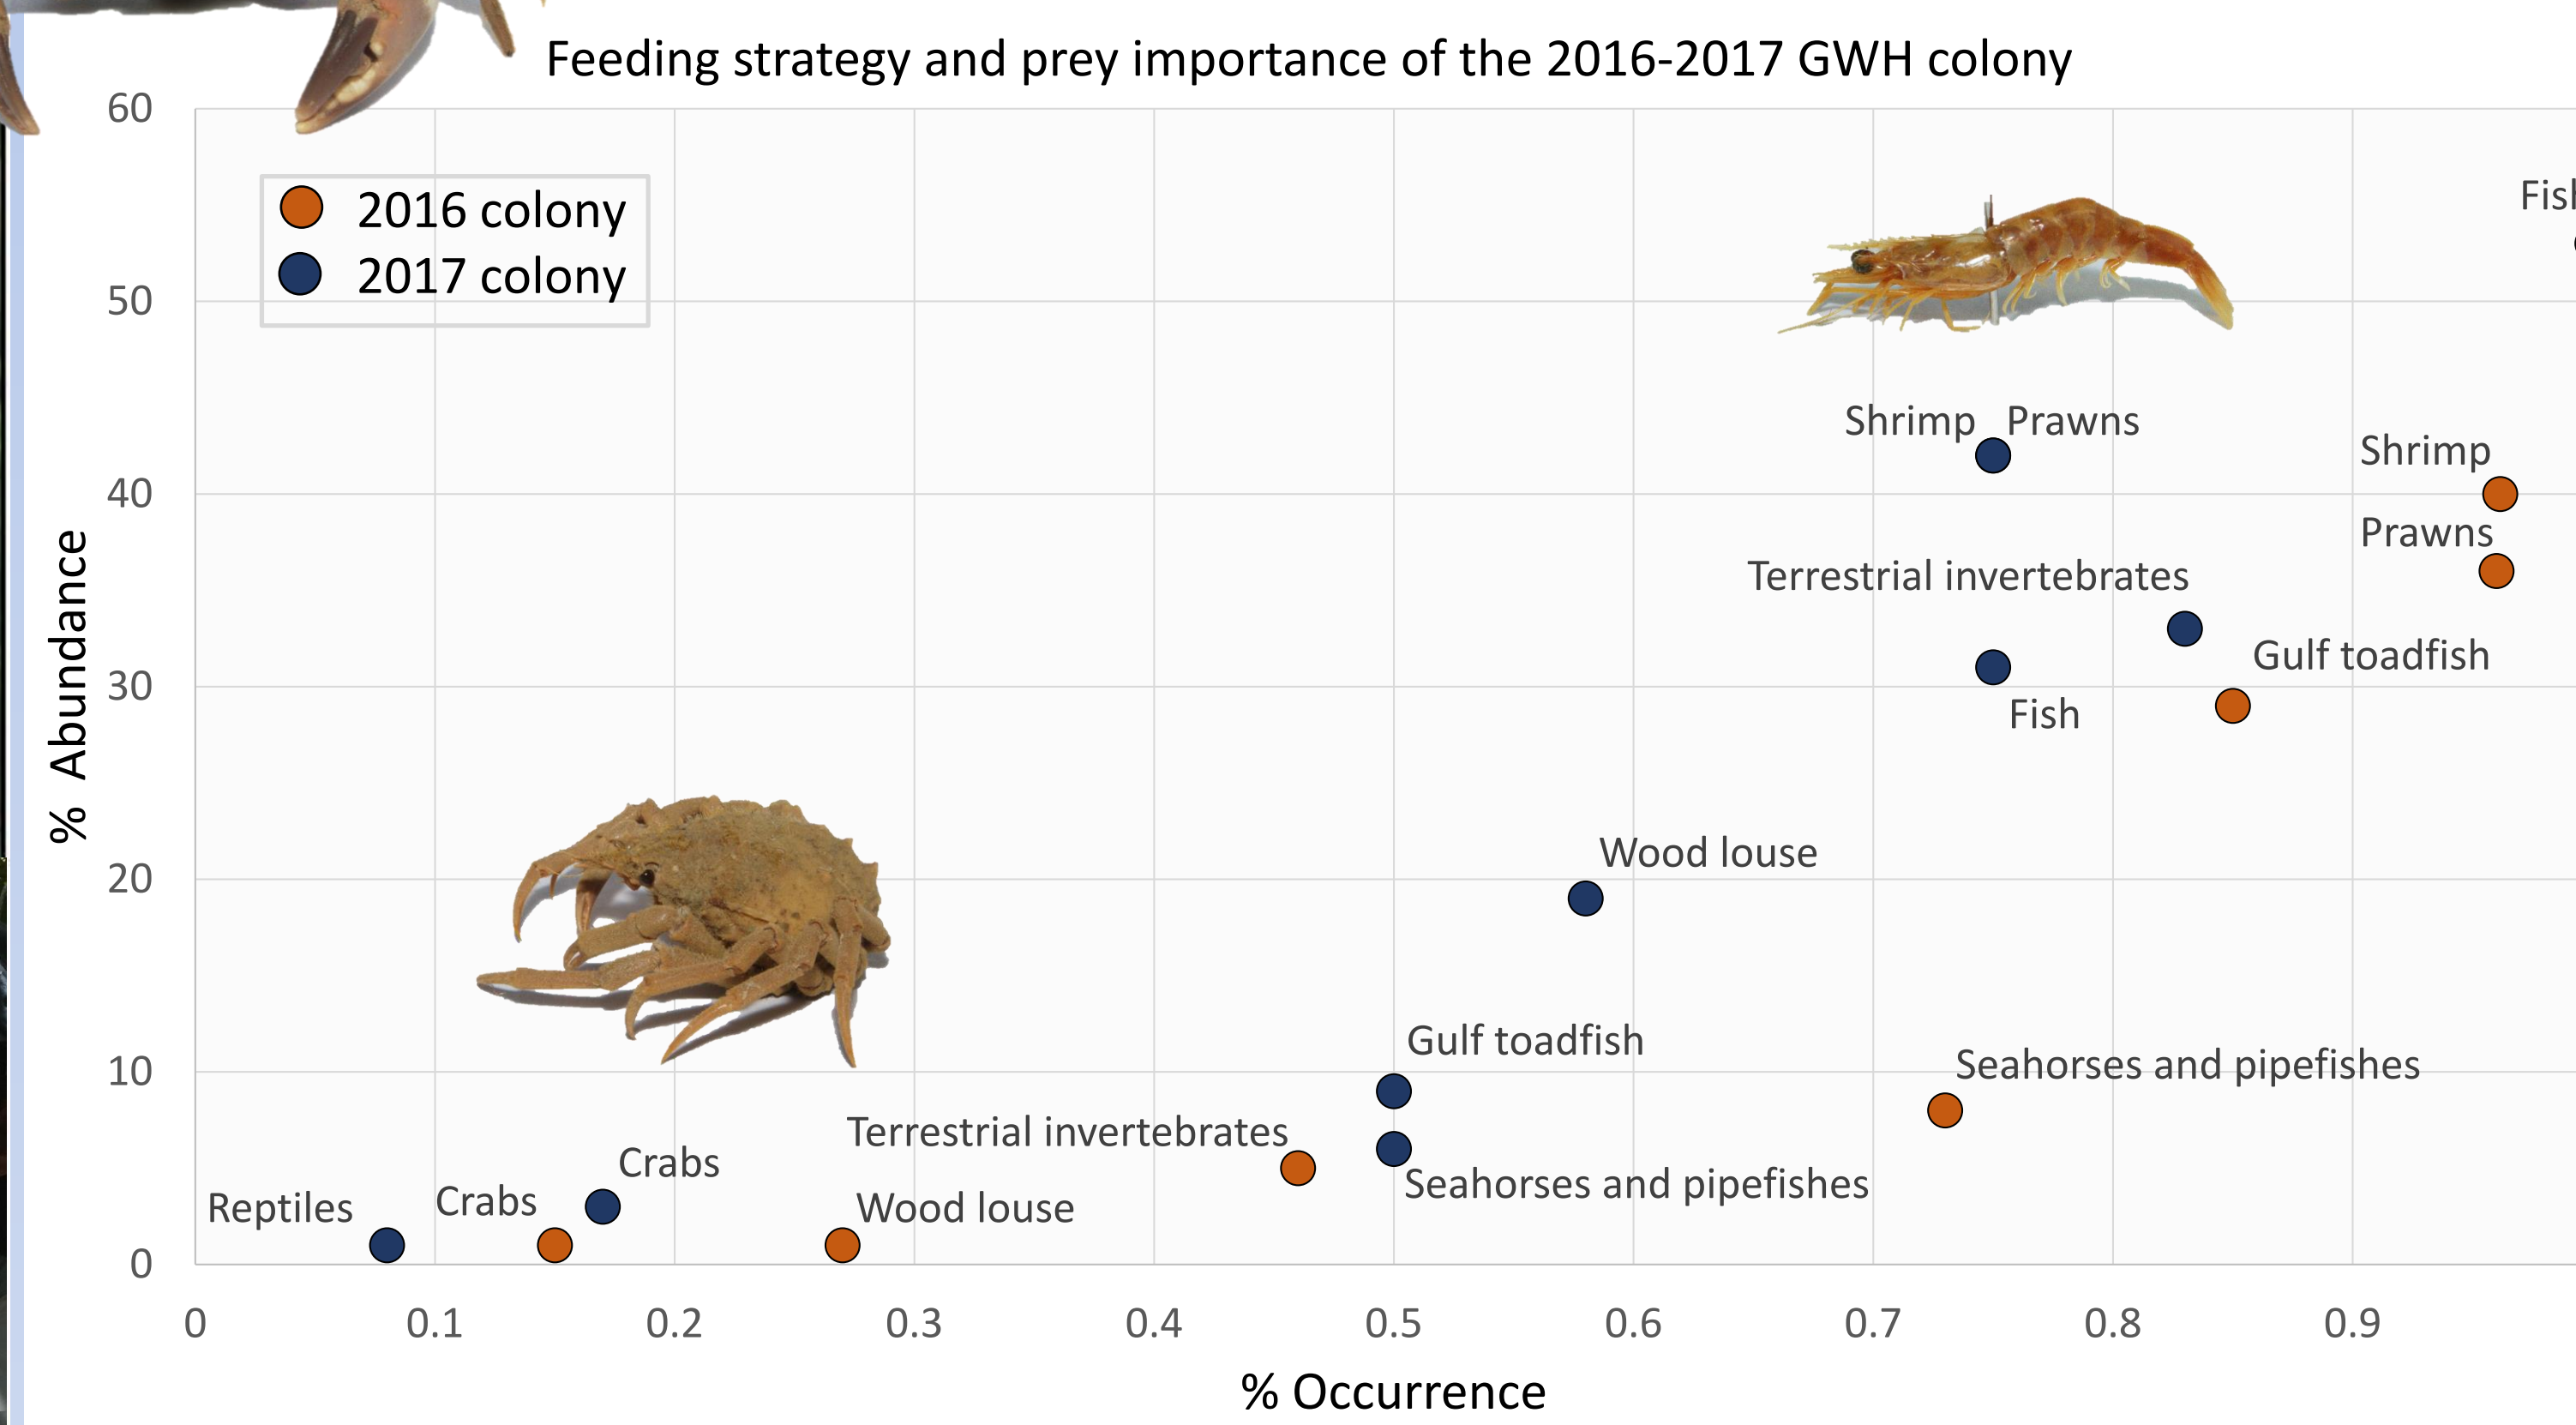 Feeding strategy and prey importance of the 2016-2017 GWH colony
60
50
40
30
20
10
0
% Abundance
2016 colony
2017 colony
Shrimp Prawns
Shrimp
Prawns
Terrestrial invertebrates
Gulf toadfish
Fish
Wood louse
Gulf toadfish
Seahorses and pipefishes
Terrestrial invertebrates
Seahorses and pipefishes
Crabs
Crabs
Reptiles
Wood louse
0 0.1 0.2 0.3 0.4 0.5 0.6 0.7 0.8 0.9
% Occurrence